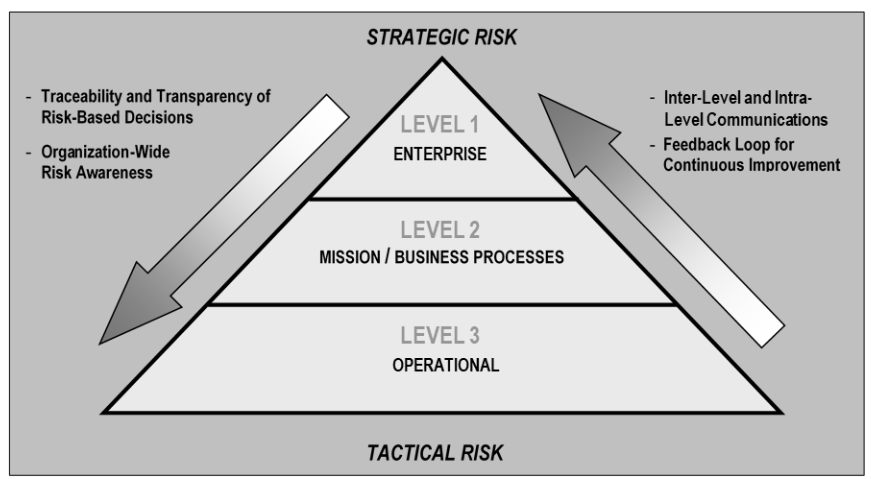 STRATEGIC RISK
- Traceability and Transparency of
Risk-Based Decisions
- Organization-Wide
Risk Awareness
- Inter-Level and Intra-
Level Communications
- Feedback Loop for
Continuous Improvement
LEVEL 1
ENTERPRISE
LEVEL 2
MISSION / BUSINESS PROCESSES
LEVEL 3
OPERATIONAL
TACTICAL RISK